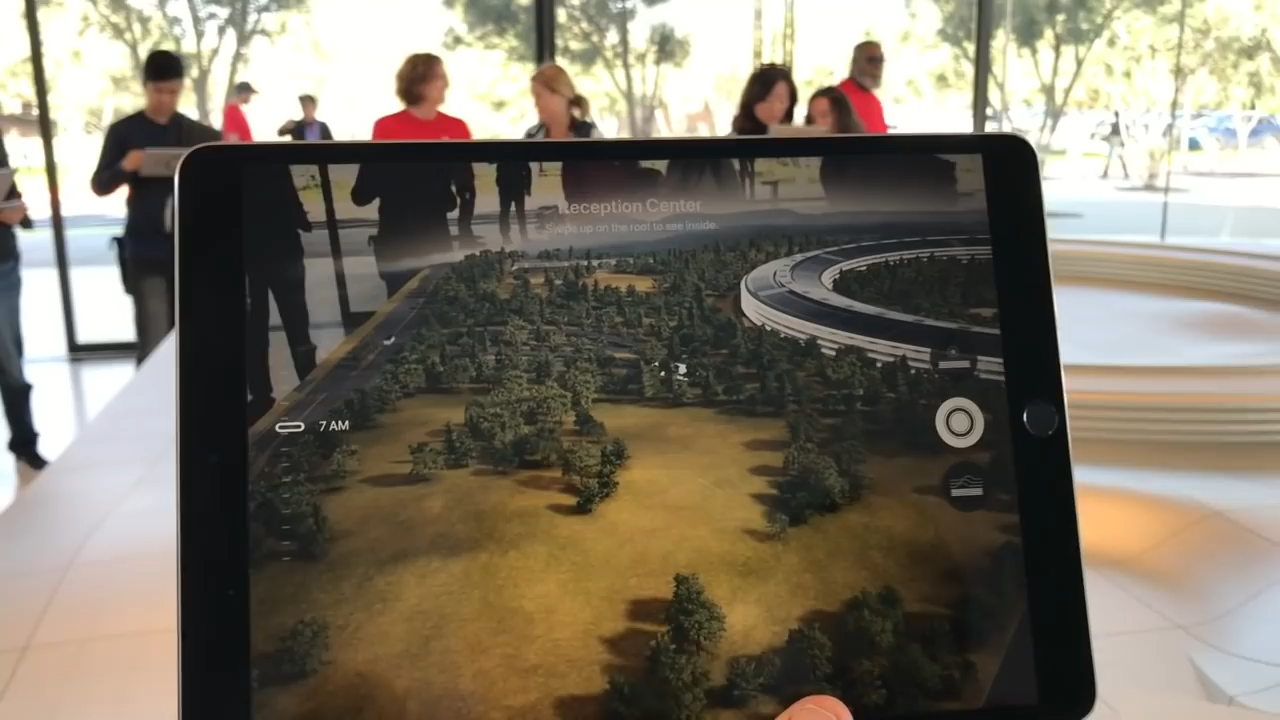 Reception Center
Swipe up on the roof to see inside.
7 AM